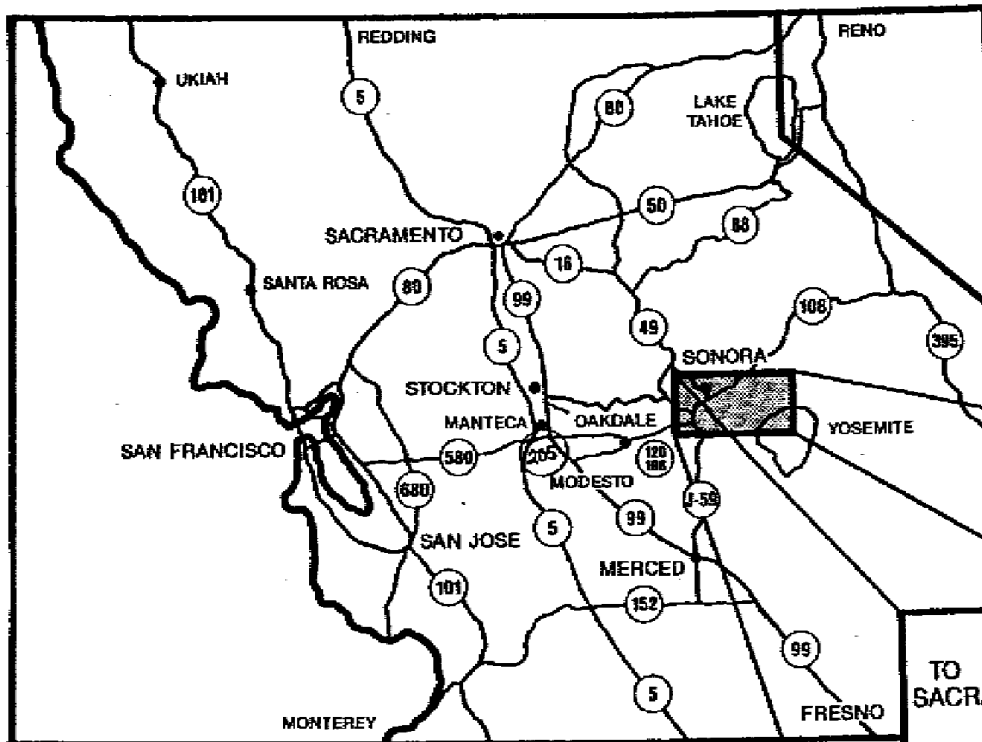 REDDING
RENO
UKIAH
5
80
LAKE
TAHOE
101
50
88
SACRAMENTO
16
SANTA ROSA
80
99
49
108
5
395
SONORA
STOCKTON
MANTECA
OAKDALE
YOSEMITE
SAN FRANCISCO
580
205
120
MODESTO
680
J-59
5
99
SAN JOSE
MERCED
101
152
99
5
TO
SACRA
MONTEREY
FRESNO